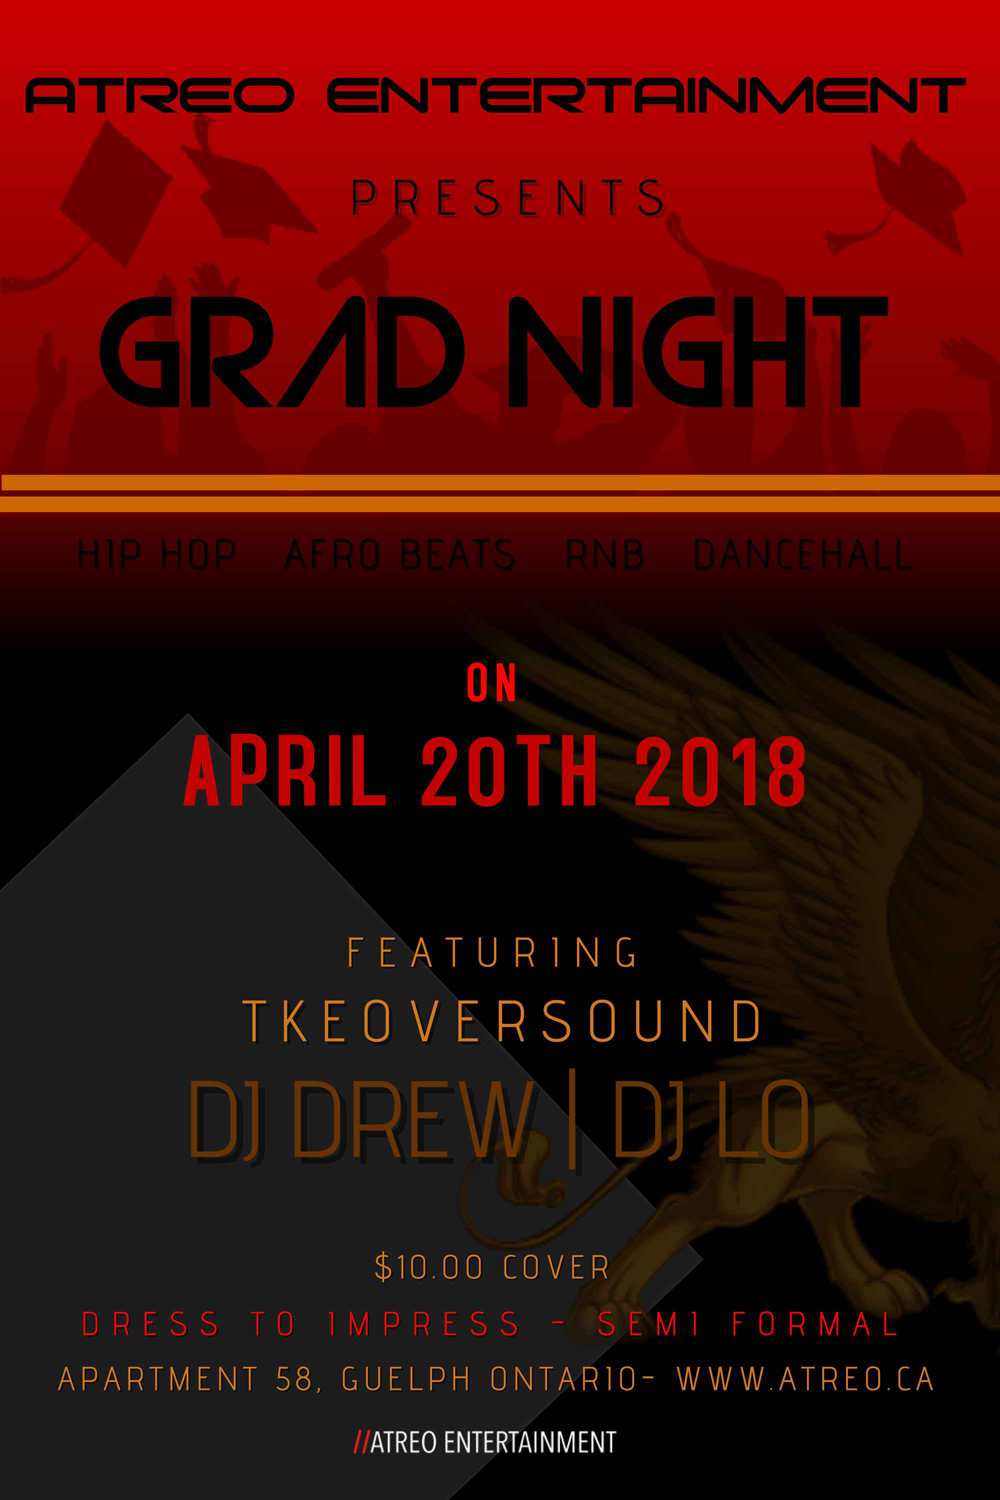 ATREO ENTERTAINMENT
PRESENTS
GRAD NIGHT
HIP HOP AFRO BEATS RNB DANCEHALL
ON
APRIL 20TH 2018
FEATURING
TKEOVERSOUND
DJ DREW | DJ LO
$10.00 COVER
DRESS TO IMPRESS - SEMI FORMAL
APARTMENT 58, GUELPH ONTARIO- WWW.ATREO.CA
//ATREO ENTERTAINMENT